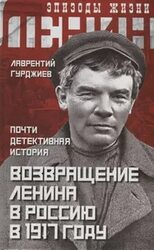 ЭПИЗОДЫ ЖИЗНИ
ЛЕНИН
ЛАВРЕНТИЙ
ГУРДЖИЕВ
ПОЧТИ
ДЕТЕКТИВНАЯ
ИСТОРИЯ
ВОЗВРАЩЕНИЕ
ЛЕНИНА
В РОССИЮ
В 1917 ГОДУ